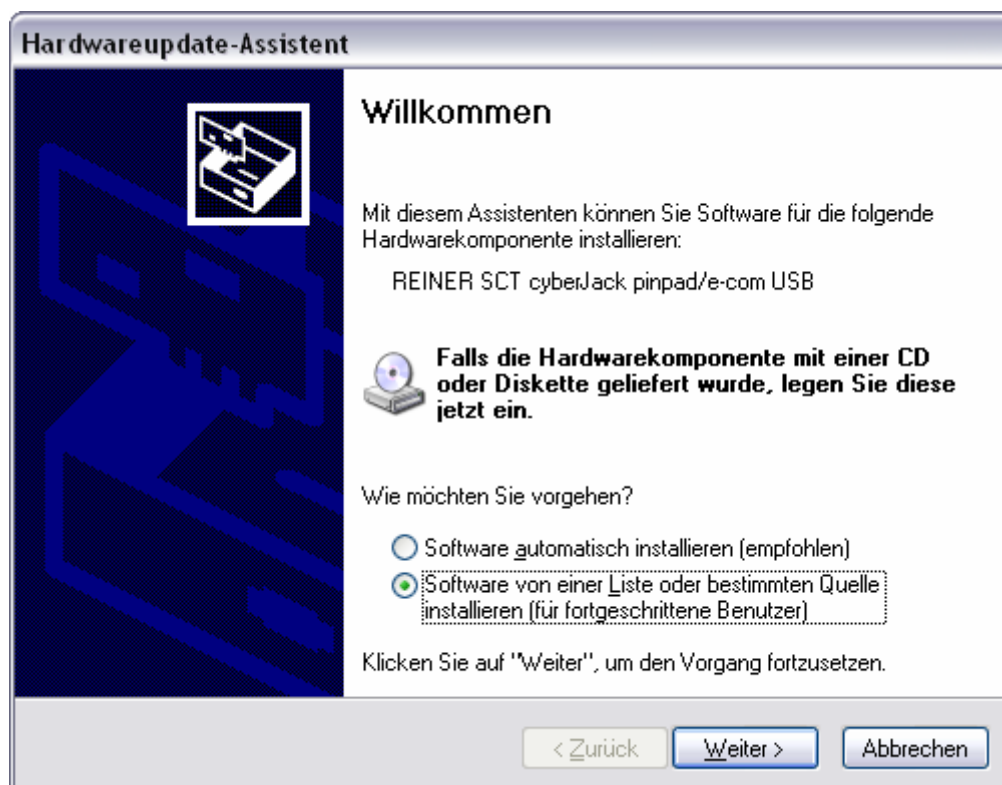 Hardwareupdate-Assistent
Willkommen
Mit diesem Assistenten können Sie Software für die folgende
Hardwarekomponente installieren:
REINER SCT cyberJack pinpad/e-com USB
Falls die Hardwarekomponente mit einer CD
oder Diskette geliefert wurde, legen Sie diese
jetzt ein.
Wie möchten Sie vorgehen?
Software automatisch installieren (empfohlen)
Software von einer Liste oder bestimmten Quelle
installieren (für fortgeschrittene Benutzer)
Klicken Sie auf "Weiter", um den Vorgang fortzusetzen.
< Zurück Weiter > Abbrechen